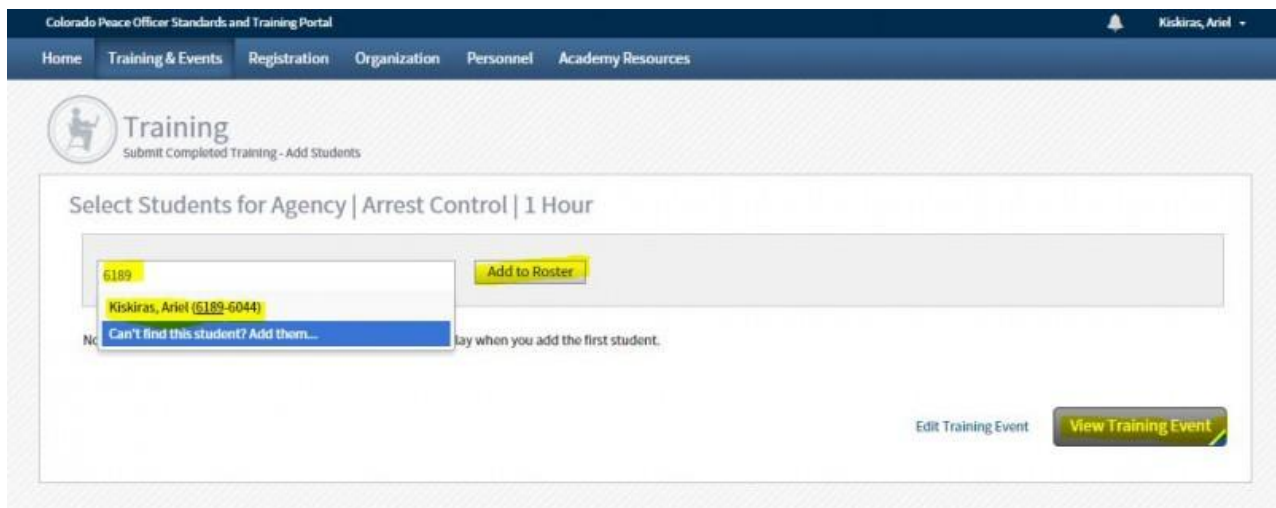 Colorado Peace Officer Standards and Training Portal
Kiskiras, Ariel
Home Training & Events Registration Organization Personnel Academy Resources
Training
Submit Completed Training - Add Students
Select Students for Agency | Arrest Control | 1 Hour
6189
Add to Roster
Kiskiras, Ariel (6189-6044)
Can't find this student? Add them...
No lay when you add the first student.
Edit Training Event
View Training Event